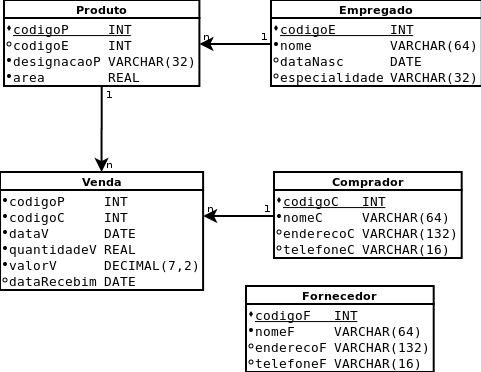 Produto
codigoP INT
codigoE INT
designacaoP VARCHAR(32)
area REAL
Empregado
codigoE INT
nome VARCHAR(64)
dataNasc DATE
especialidade VARCHAR(32)
n 1
1
n
Venda
codigoP INT
codigoC INT
dataV DATE
quantidadeV REAL
valorV DECIMAL(7,2)
dataRecebim DATE
n 1
Comprador
codigoC INT
nomeC VARCHAR(64)
enderecoC VARCHAR(132)
telefoneC VARCHAR(16)
Fornecedor
codigoF INT
nomeF VARCHAR(64)
enderecoF VARCHAR(132)
telefoneF VARCHAR(16)